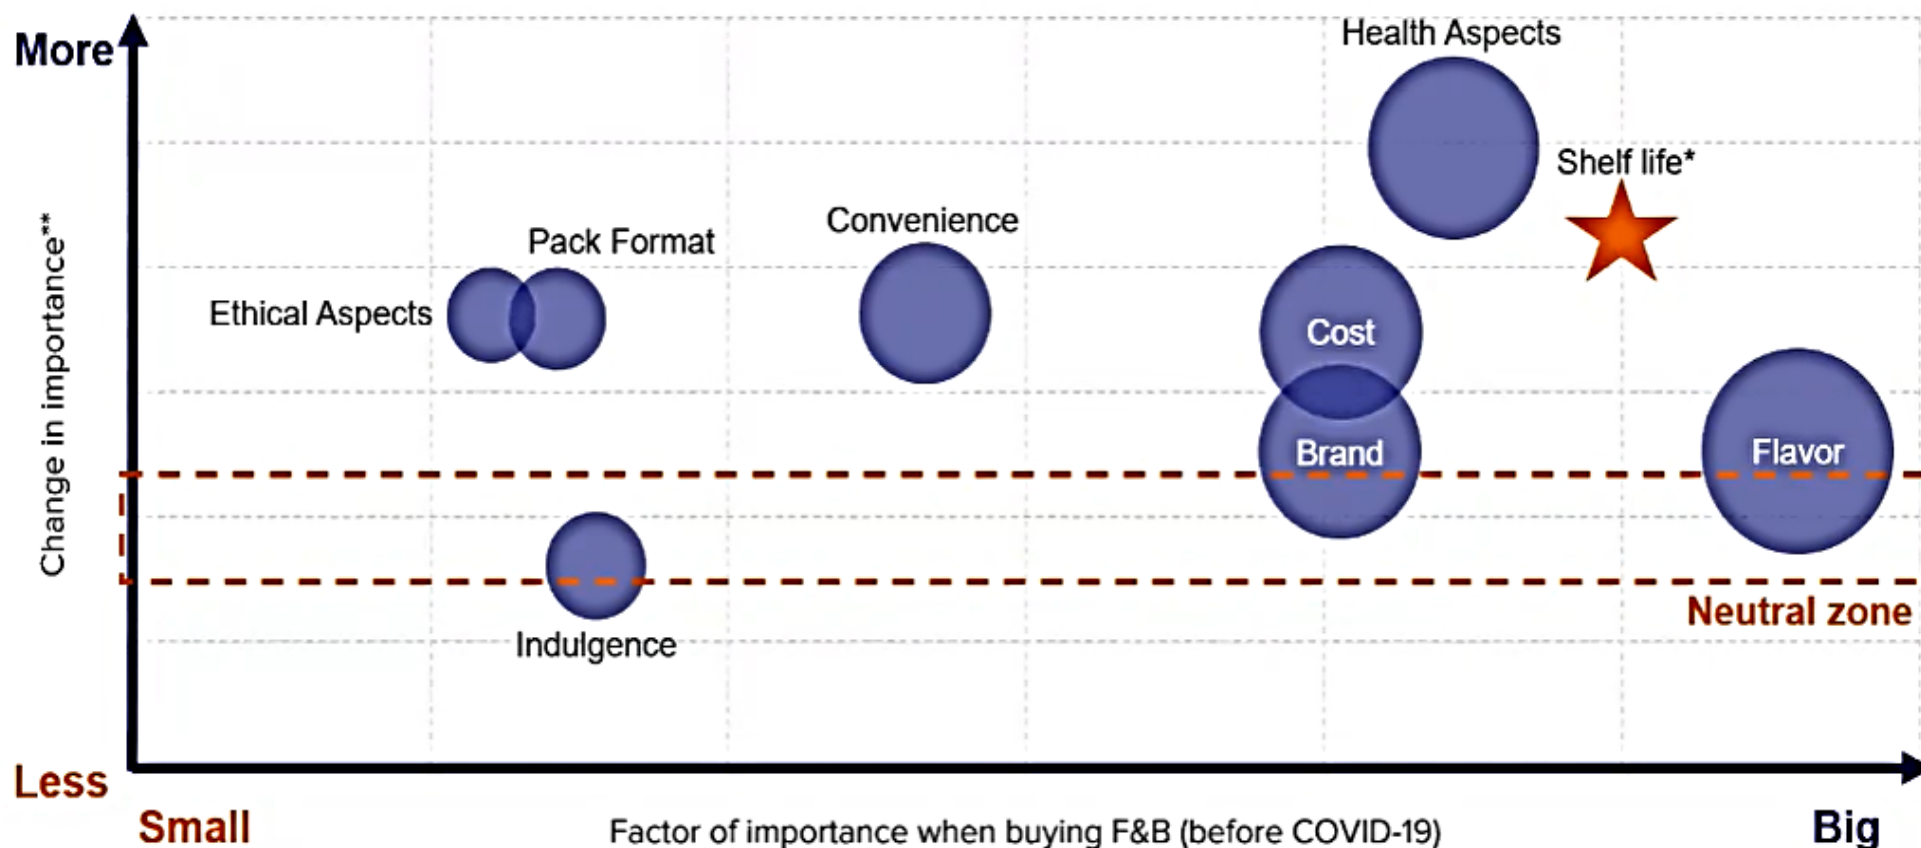 More
Health Aspects
Shelf life*
Convenience
Pack Format
Ethical Aspects
Cost
Brand
Flavor
Change in importance**
Neutral zone
Indulgence
Less
Small
Factor of importance when buying F&B (before COVID-19)
Big